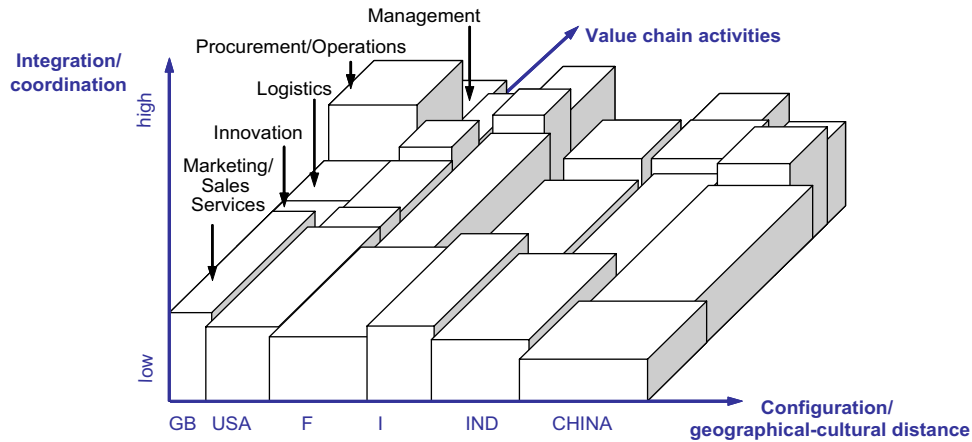 Management
Value chain activities
Procurement/Operations
Integration/
coordination
Logistics
high
Innovation
Marketing/
Sales
Services
low
GB USA F I IND CHINA
Configuration/
geographical-cultural distance